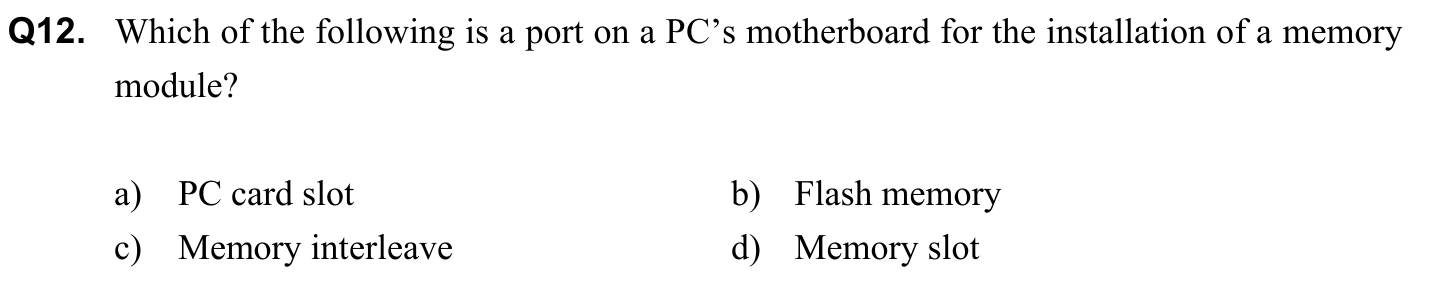 Q12. Which of the following is a port on a PC’s motherboard for the installation of a memory
module?
a) PC card slot b) Flash memory
c) Memory interleave d) Memory slot